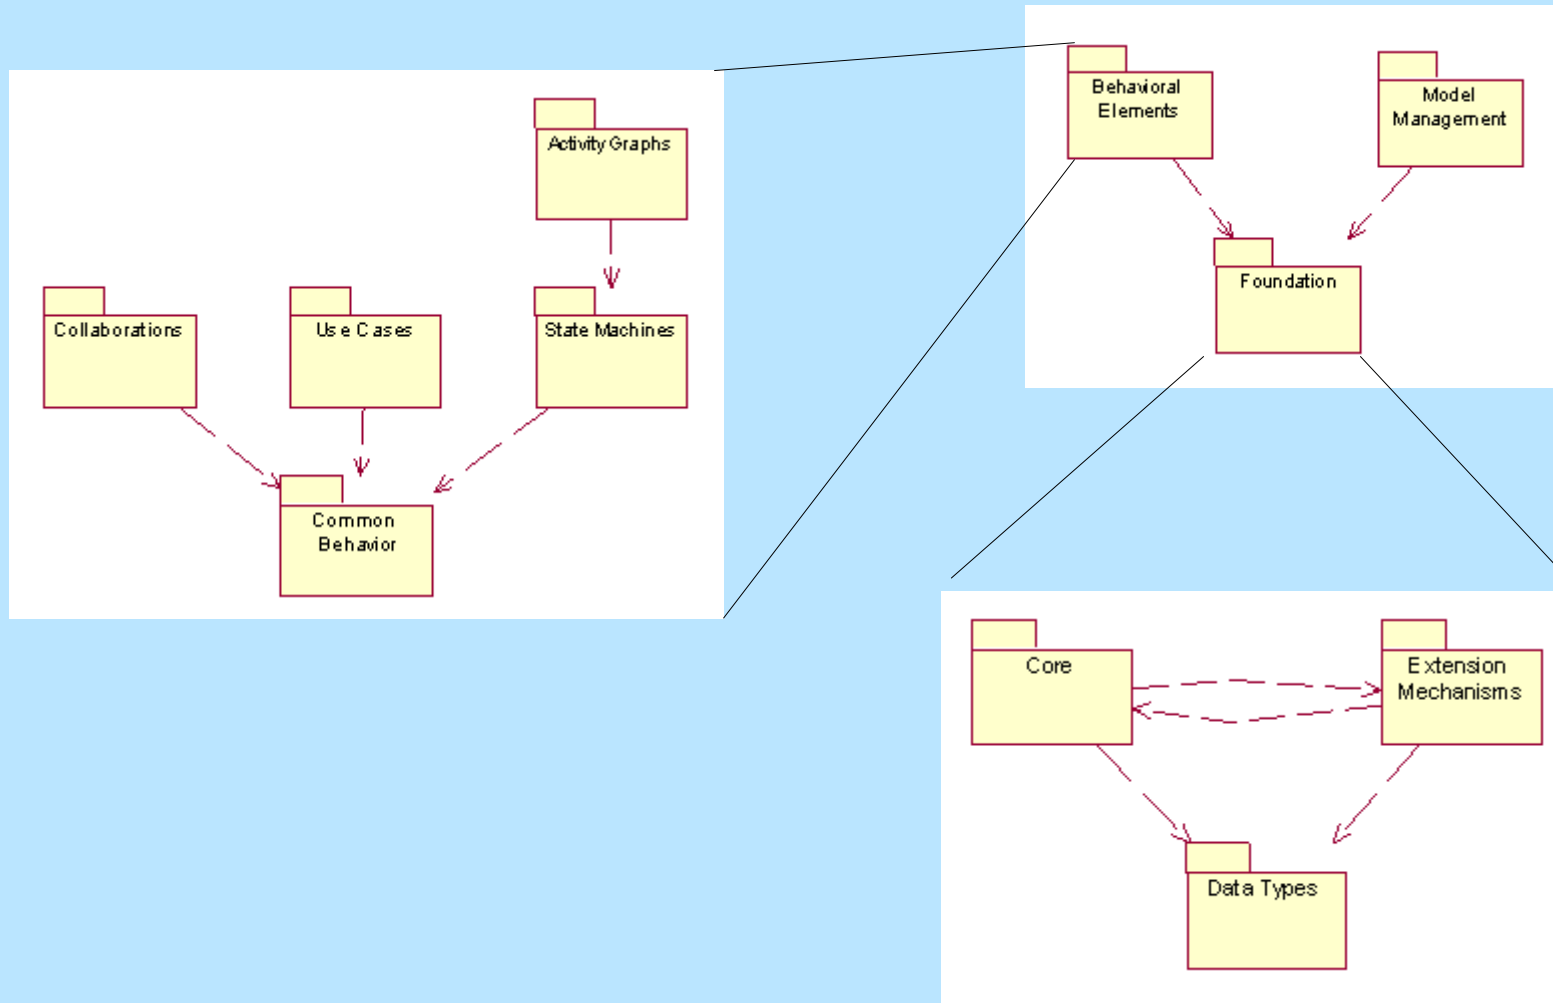 Behavioral
Elements
Model
Management
Foundation
Activity Graphs
Collaborations
Use Cases
State Machines
Common
Behavior
Core
Extension
Mechanisms
Data Types